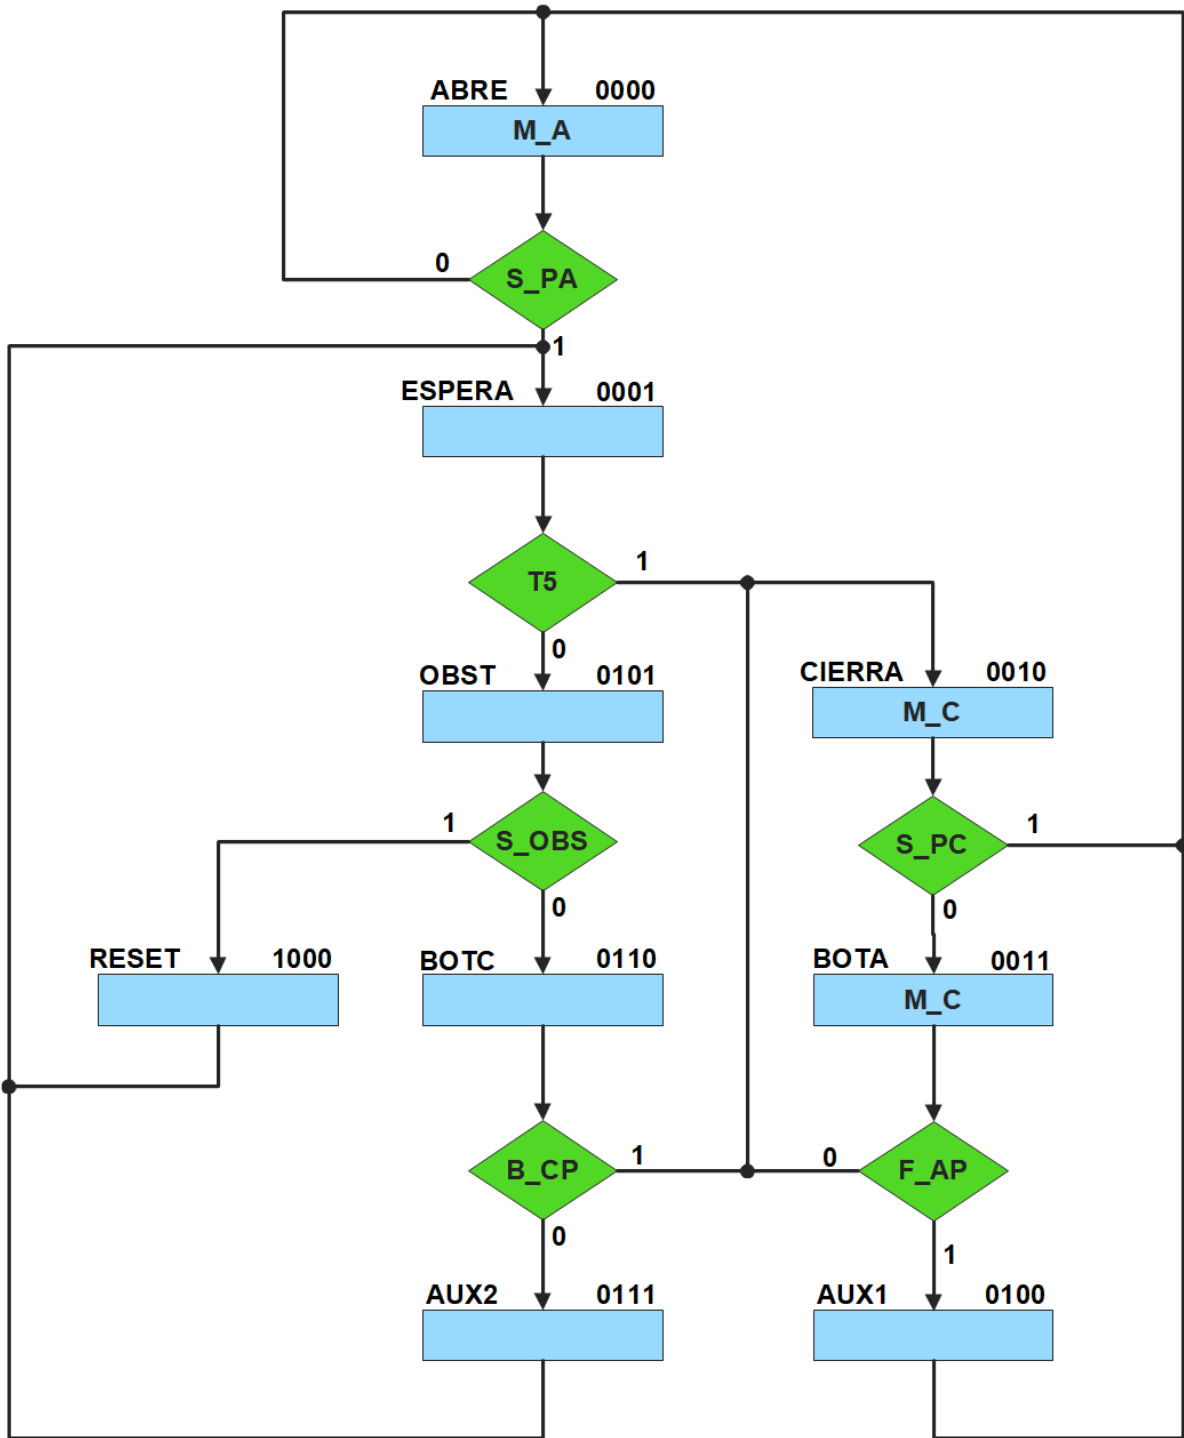 ABRE 0000
M_A
0
S_PA
1
ESPERA 0001
T5
1
0
OBST 0101
CIERRA 0010
M_C
1
S_OBS
0
S_PC
1
0
RESET 1000
BOTC 0110
BOTA 0011
M_C
B_CP
1
0
0
F_AP
1
AUX2 0111
AUX1 0100